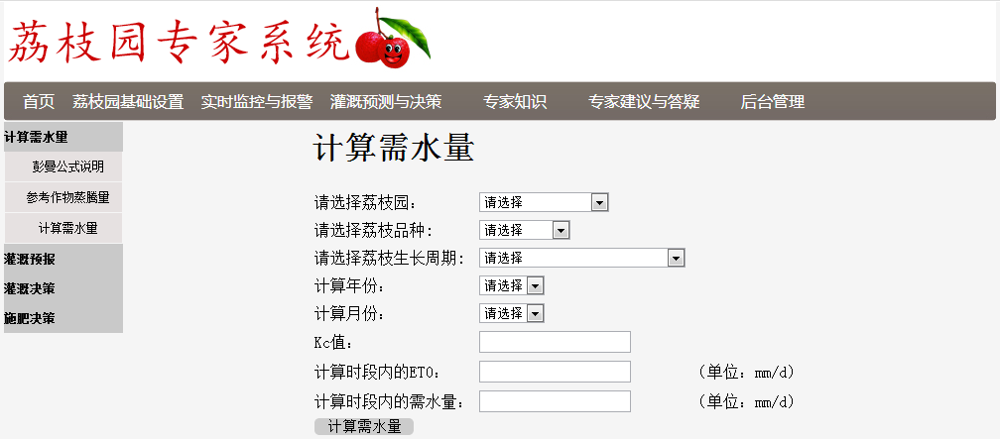 荔枝园专家系统
首页 荔枝园基础设置 实时监控与报警 灌溉预测与决策 专家知识 专家建议与答疑 后台管理
计算需水量
彭曼公式说明
参考作物蒸腾量
计算需水量
灌溉预报
灌溉决策
施肥决策
计算需水量
请选择荔枝园： 请选择
请选择荔枝品种： 请选择
请选择荔枝生长周期： 请选择
计算年份： 请选择
计算月份： 请选择
Kc值：
计算时段内的ET0： （单位：mm/d）
计算时段内的需水量： （单位：mm/d）
计算需水量